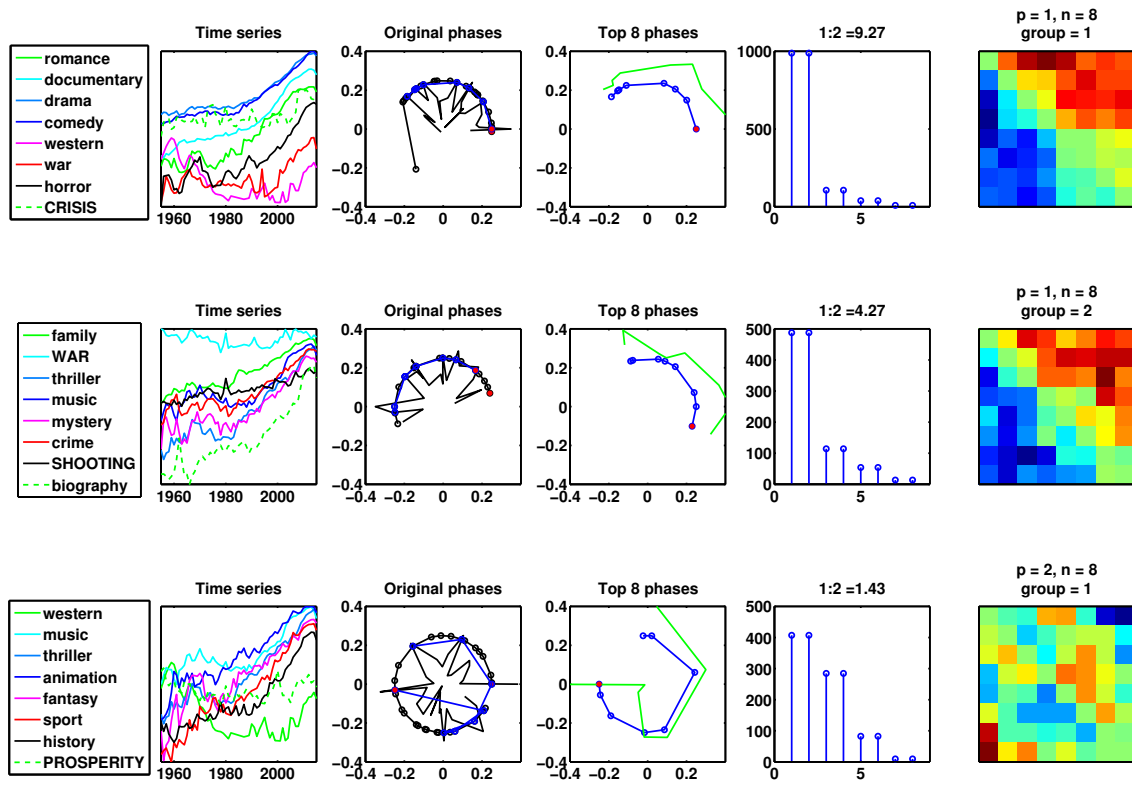 p = 1, n = 8
Time series
Original phases
Top 8 phases
1:2 =9.27
group = 1
romance
documentary
drama
comedy
western
war
horror
CRISIS
1960 1980 2000
0.4
0.2
0
−0.2
−0.4
−0.4 −0.2 0 0.2
0.4
0.2
0
−0.2
−0.4
−0.4 −0.2 0 0.2
1000
500
0
0 5
p = 1, n = 8
Time series
Original phases
Top 8 phases
1:2 =4.27
group = 2
family
WAR
thriller
music
mystery
crime
SHOOTING
biography
1960 1980 2000
0.4
0.2
0
−0.2
−0.4
−0.4 −0.2 0 0.2
0.4
0.2
0
−0.2
−0.4
−0.4 −0.2 0 0.2
500
400
300
200
100
0
0 5
p = 2, n = 8
Time series
Original phases
Top 8 phases
1:2 =1.43
group = 1
western
music
thriller
animation
fantasy
sport
history
PROSPERITY
1960 1980 2000
0.4
0.2
0
−0.2
−0.4
−0.4 −0.2 0 0.2
0.4
0.2
0
−0.2
−0.4
−0.4 −0.2 0 0.2
500
400
300
200
100
0
0 5